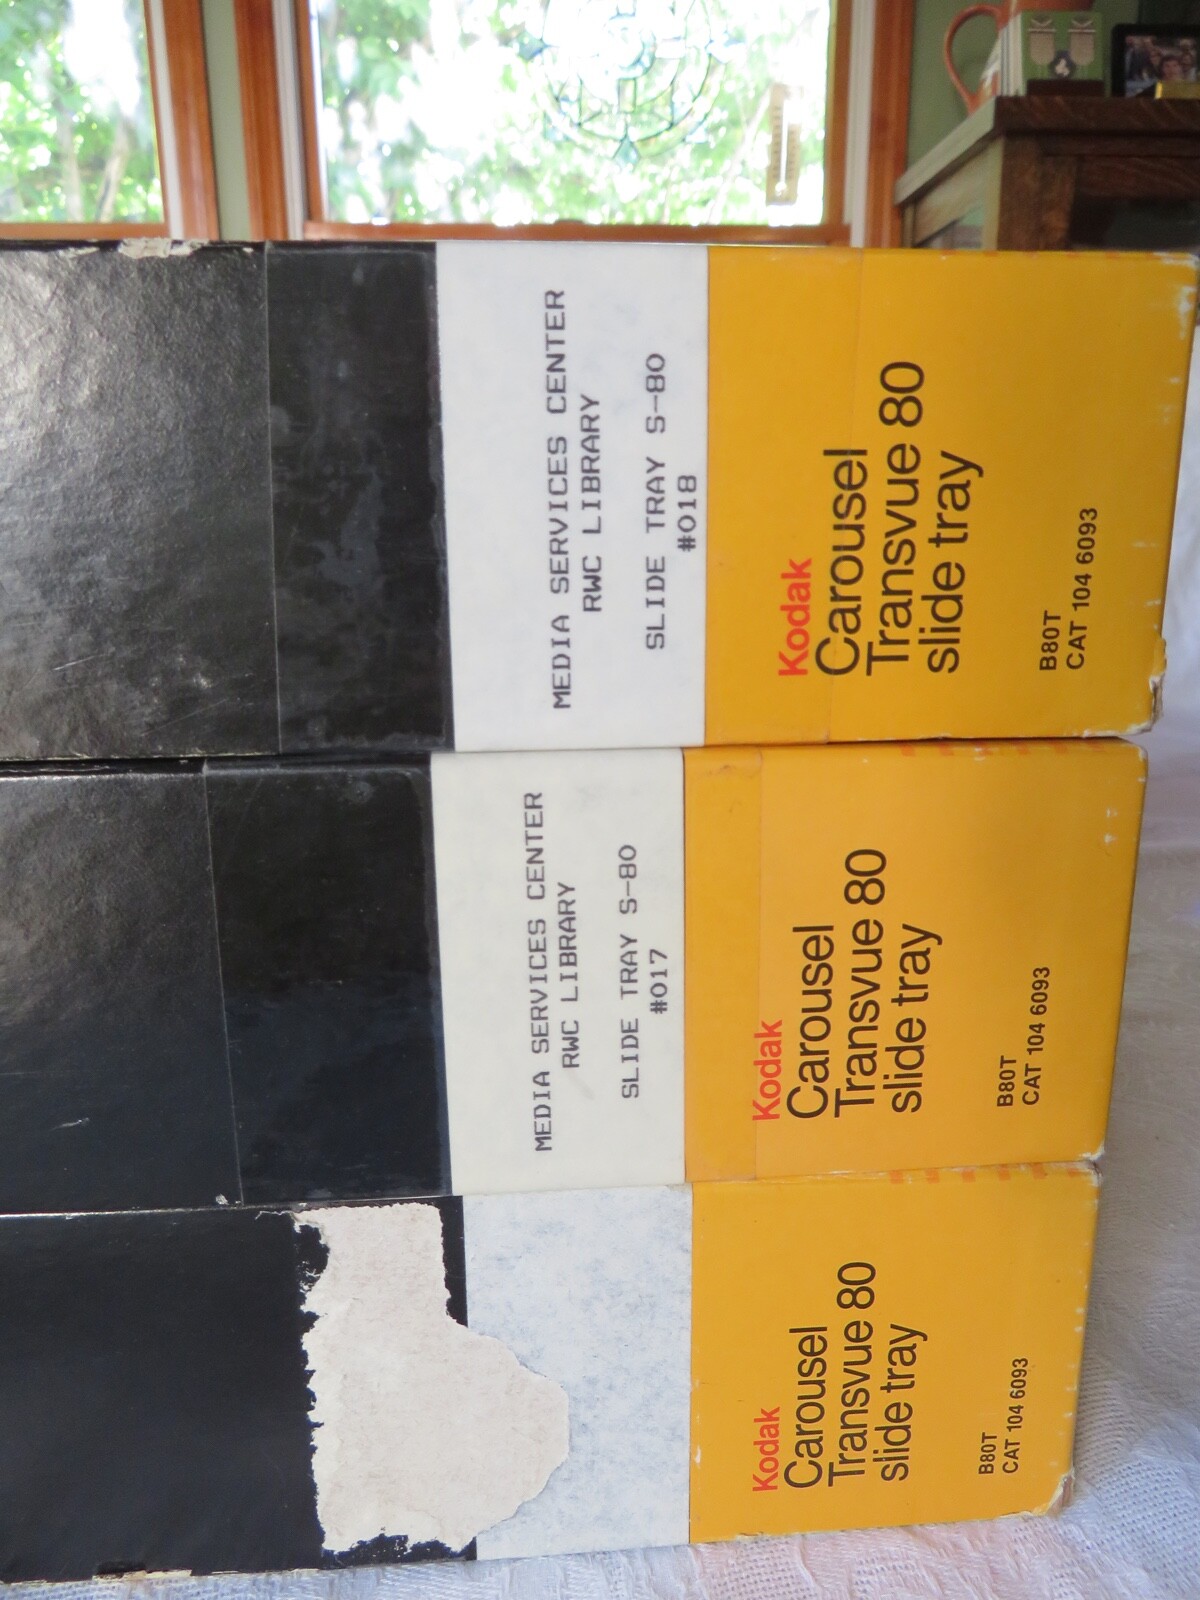 MEDIA SERVICES CENTER
RWC LIBRARY
SLIDE TRAY S-80
#018
Kodak
Carousel
Transvue 80
slide tray
B80T
CAT 104 6093
MEDIA SERVICES CENTER
RWC LIBRARY
SLIDE TRAY S-80
#017
Kodak
Carousel
Transvue 80
slide tray
B80T
CAT 104 6093
Kodak
Carousel
Transvue 80
slide tray
B80T
CAT 104 6093